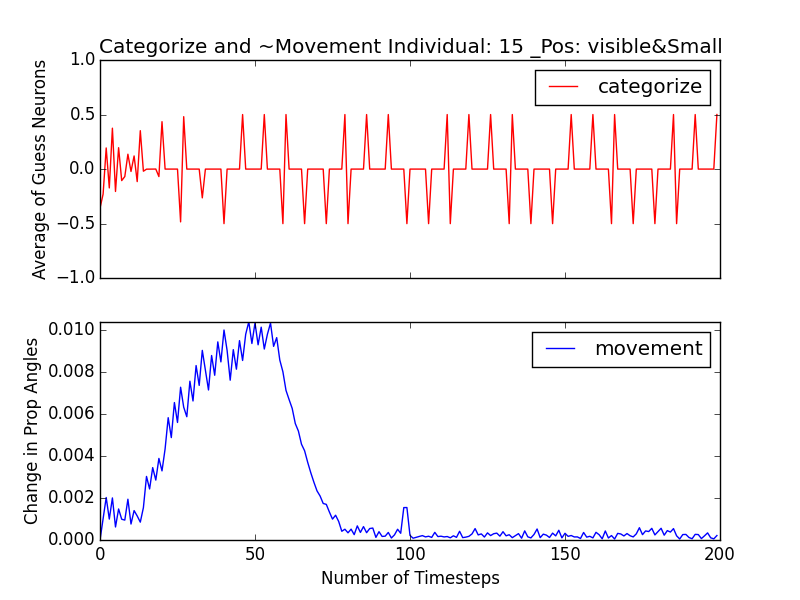 Categorize and ~Movement Individual: 15 _Pos: visible&Small
1.0
0.5
0.0
−0.5
−1.0
Average of Guess Neurons
categorize
0.010
0.008
0.006
0.004
0.002
0.000
Change in Prop Angles
movement
0 50 100 150 200
Number of Timesteps